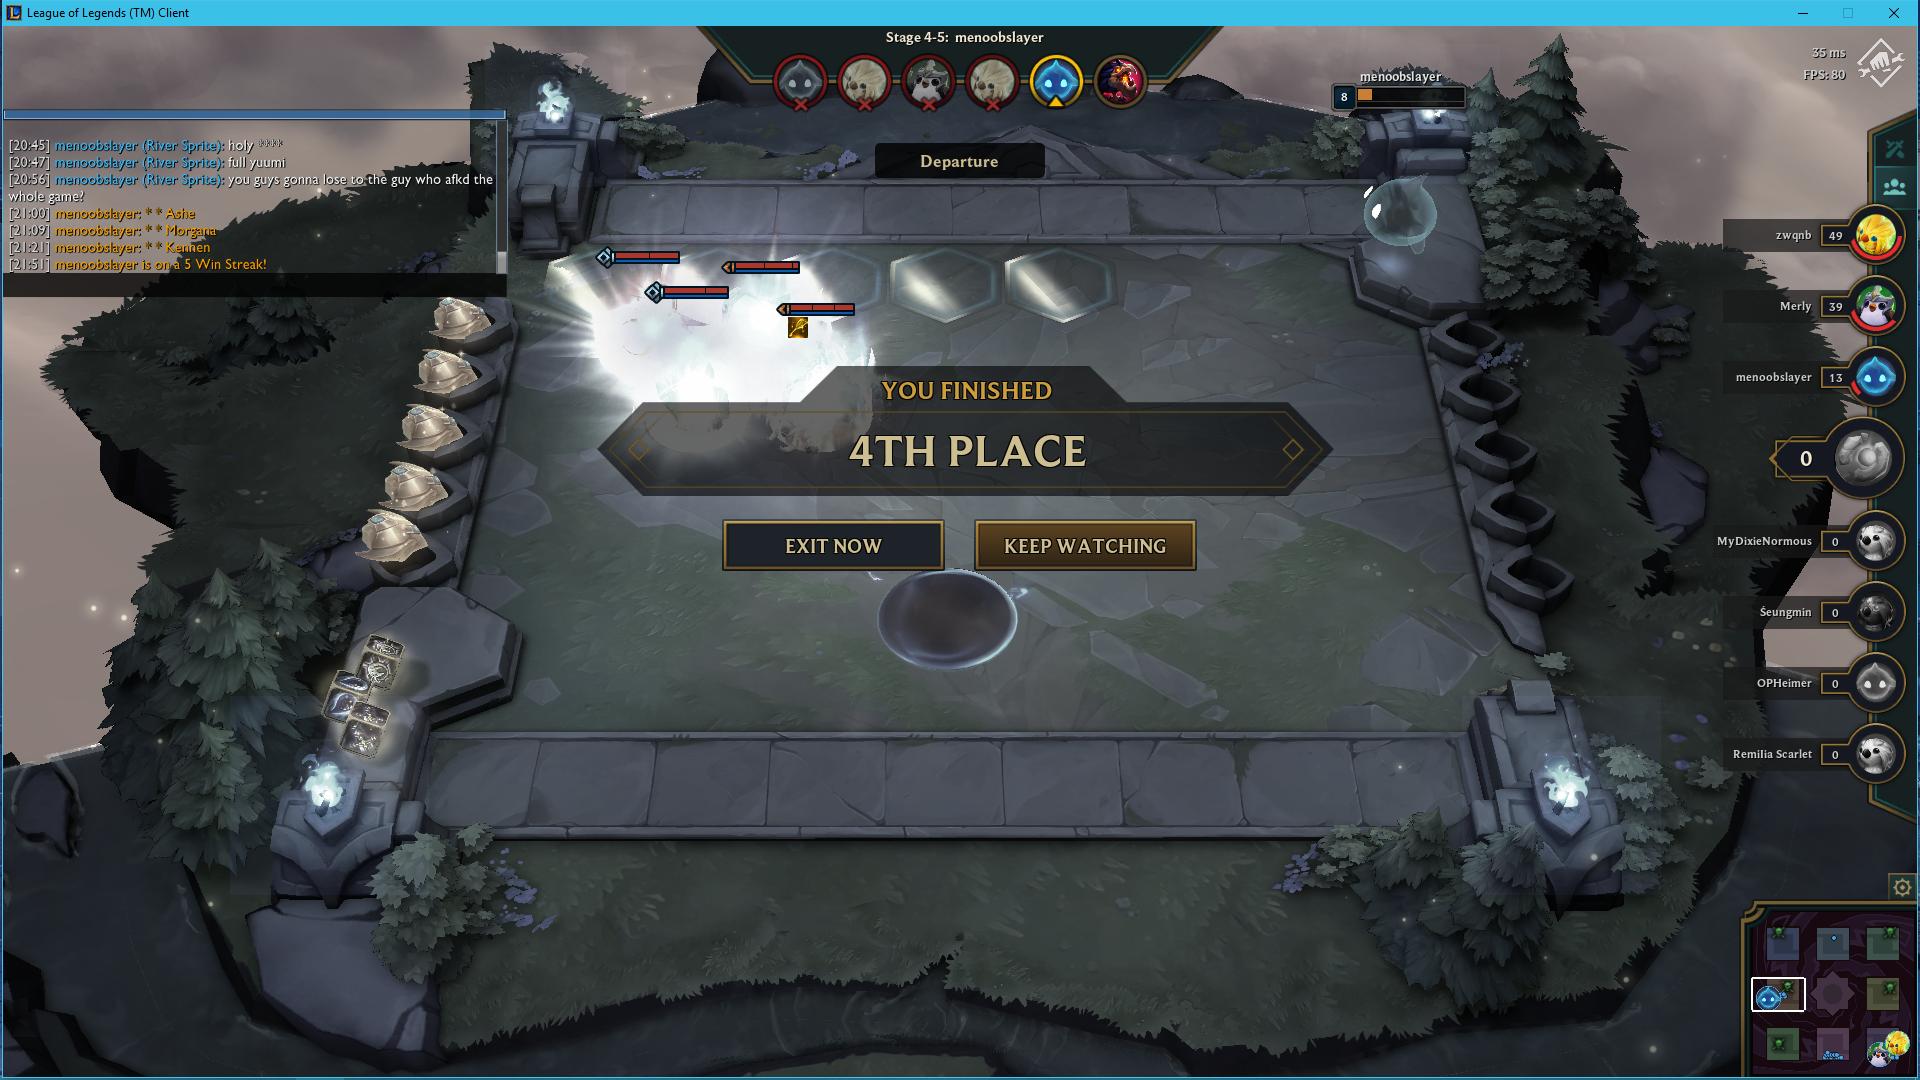 League of Legends (TM) Client
Stage 4-5: menoobslayer
35 ms
FPS: 80
menoobslayer
8
Departure
[20:45] menoobslayer (River Sprite): holy ****
[20:47] menoobslayer (River Sprite): full yuumi
[20:56] menoobslayer (River Sprite): you guys gonna lose to the guy who afkd the
whole game?
[21:00] menoobslayer: * * Ashe
[21:09] menoobslayer: * * Morgana
[21:21] menoobslayer: * * Kennen
[21:51] menoobslayer is on a 5 Win Streak!
zwqnb 49
Merly 39
menoobslayer 13
0
MyDixieNormous 0
Seungmin 0
OPHeimer 0
Remilia Scarlet 0
YOU FINISHED
4TH PLACE
EXIT NOW
KEEP WATCHING